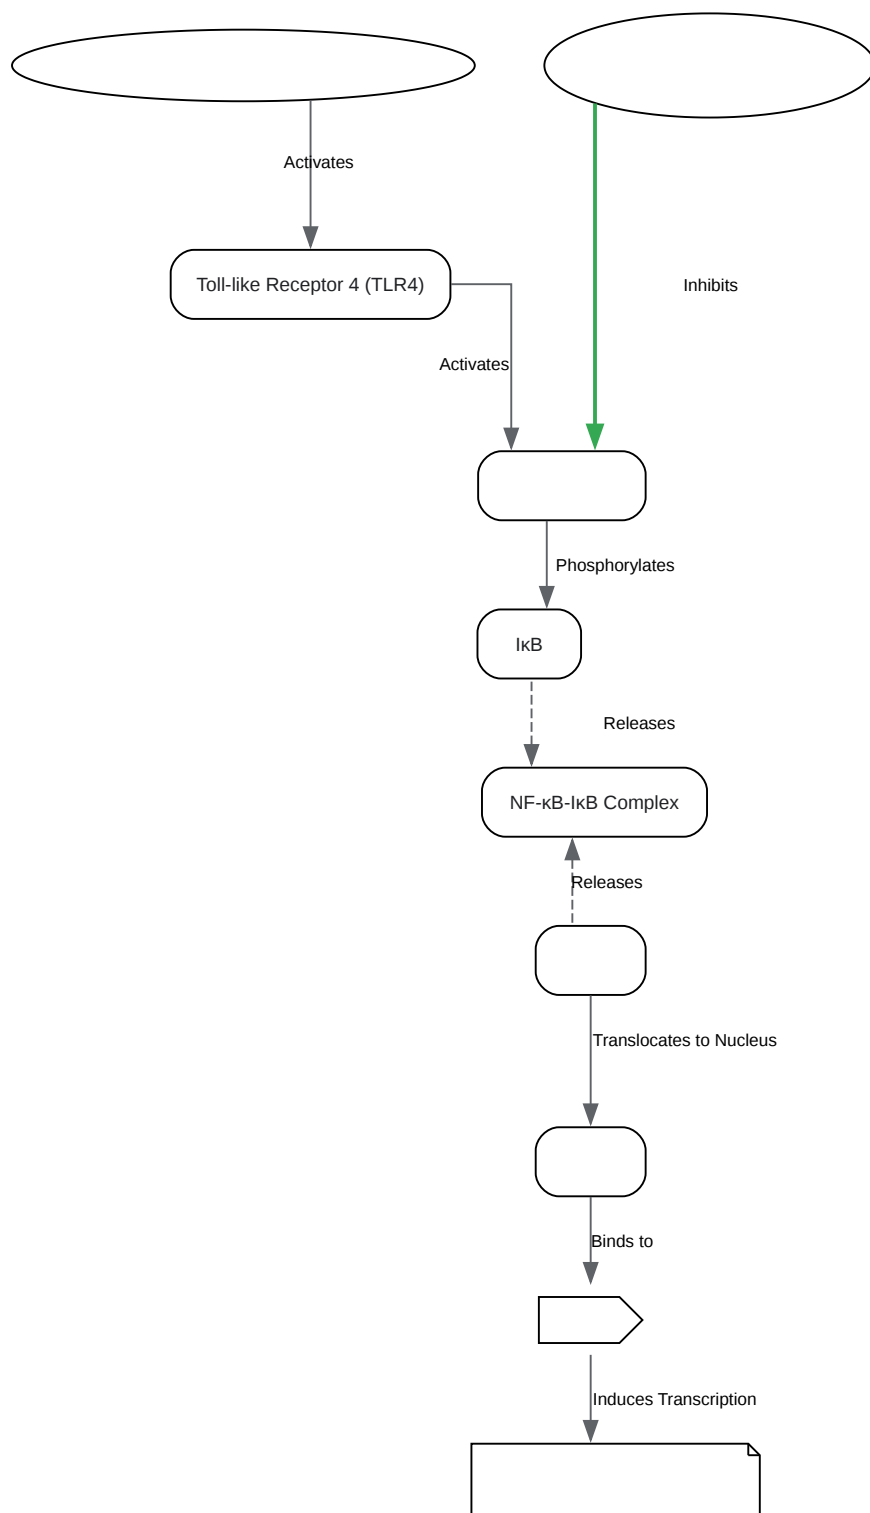 Activates
Toll-like Receptor 4 (TLR4)
Inhibits
Activates
Phosphorylates
IκB
Releases
NF-κB-IκB Complex
Releases
Translocates to Nucleus
Binds to
Induces Transcription